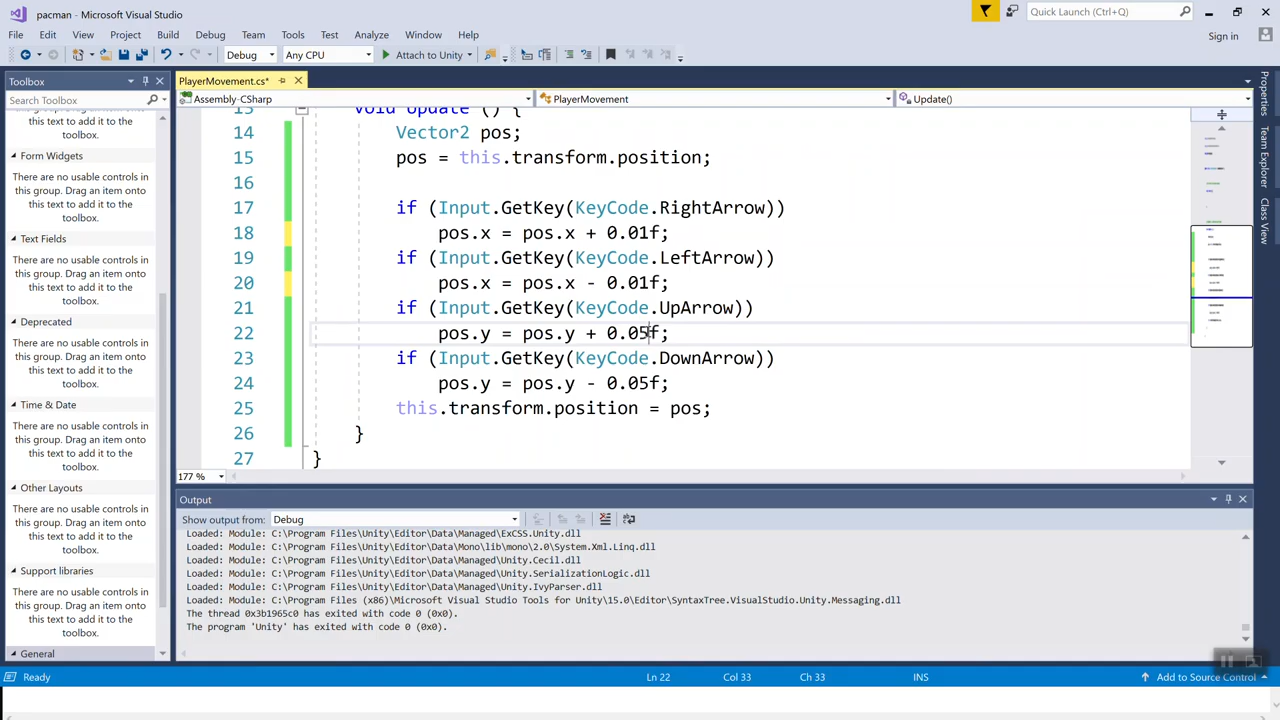 pacman - Microsoft Visual Studio
Quick Launch (Ctrl+Q)
File Edit View Project Build Debug Team Tools Test Analyze Window Help
Sign in
Debug Any CPU Attach to Unity
Toolbox
Search Toolbox
this text to add it to the
toolbox.
Form Widgets
There are no usable controls in
this group. Drag an item onto
this text to add it to the
toolbox.
Text Fields
There are no usable controls in
this group. Drag an item onto
this text to add it to the
toolbox.
Deprecated
There are no usable controls in
this group. Drag an item onto
this text to add it to the
toolbox.
Time & Date
There are no usable controls in
this group. Drag an item onto
this text to add it to the
toolbox.
Other Layouts
There are no usable controls in
this group. Drag an item onto
this text to add it to the
toolbox.
Support libraries
There are no usable controls in
this group. Drag an item onto
this text to add it to the
toolbox.
General
PlayerMovement.cs*
Assembly-CSharp PlayerMovement Update()
13 void Update () {
14 Vector2 pos;
15 pos = this.transform.position;
16
17 if (Input.GetKey(KeyCode.RightArrow))
18 pos.x = pos.x + 0.01f;
19 if (Input.GetKey(KeyCode.LeftArrow))
20 pos.x = pos.x - 0.01f;
21 if (Input.GetKey(KeyCode.UpArrow))
22 pos.y = pos.y + 0.05f;
23 if (Input.GetKey(KeyCode.DownArrow))
24 pos.y = pos.y - 0.05f;
25 this.transform.position = pos;
26 }
27 }
177 %
Output
Show output from: Debug
Loaded: Module: C:\Program Files\Unity\Editor\Data\Managed\ExCSS.Unity.dll
Loaded: Module: C:\Program Files\Unity\Editor\Data\Mono\lib\mono\2.0\System.Xml.Linq.dll
Loaded: Module: C:\Program Files\Unity\Editor\Data\Managed\Unity.Cecil.dll
Loaded: Module: C:\Program Files\Unity\Editor\Data\Managed\Unity.SerializationLogic.dll
Loaded: Module: C:\Program Files\Unity\Editor\Data\Managed\Unity.IvyParser.dll
Loaded: Module: C:\Program Files (x86)\Microsoft Visual Studio Tools for Unity\15.0\Editor\SyntaxTree.VisualStudio.Unity.Messaging.dll
The thread 0x3b1965c0 has exited with code 0 (0x0).
The program 'Unity' has exited with code 0 (0x0).
Properties
Team Explorer
Class View
Ready Ln 22 Col 33 Ch 33 INS Add to Source Control